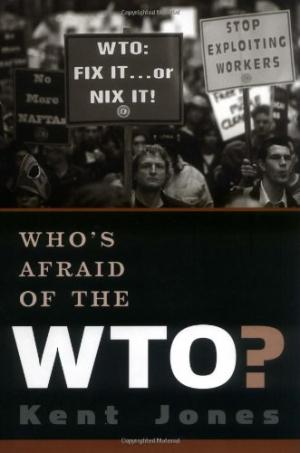 WTO:
FIX IT...or
NIX IT!
STOP
EXPLOITING
WORKERS
No
More
NAFTAs
WHO'S
AFRAID
OF THE
WTO?
Kent Jones